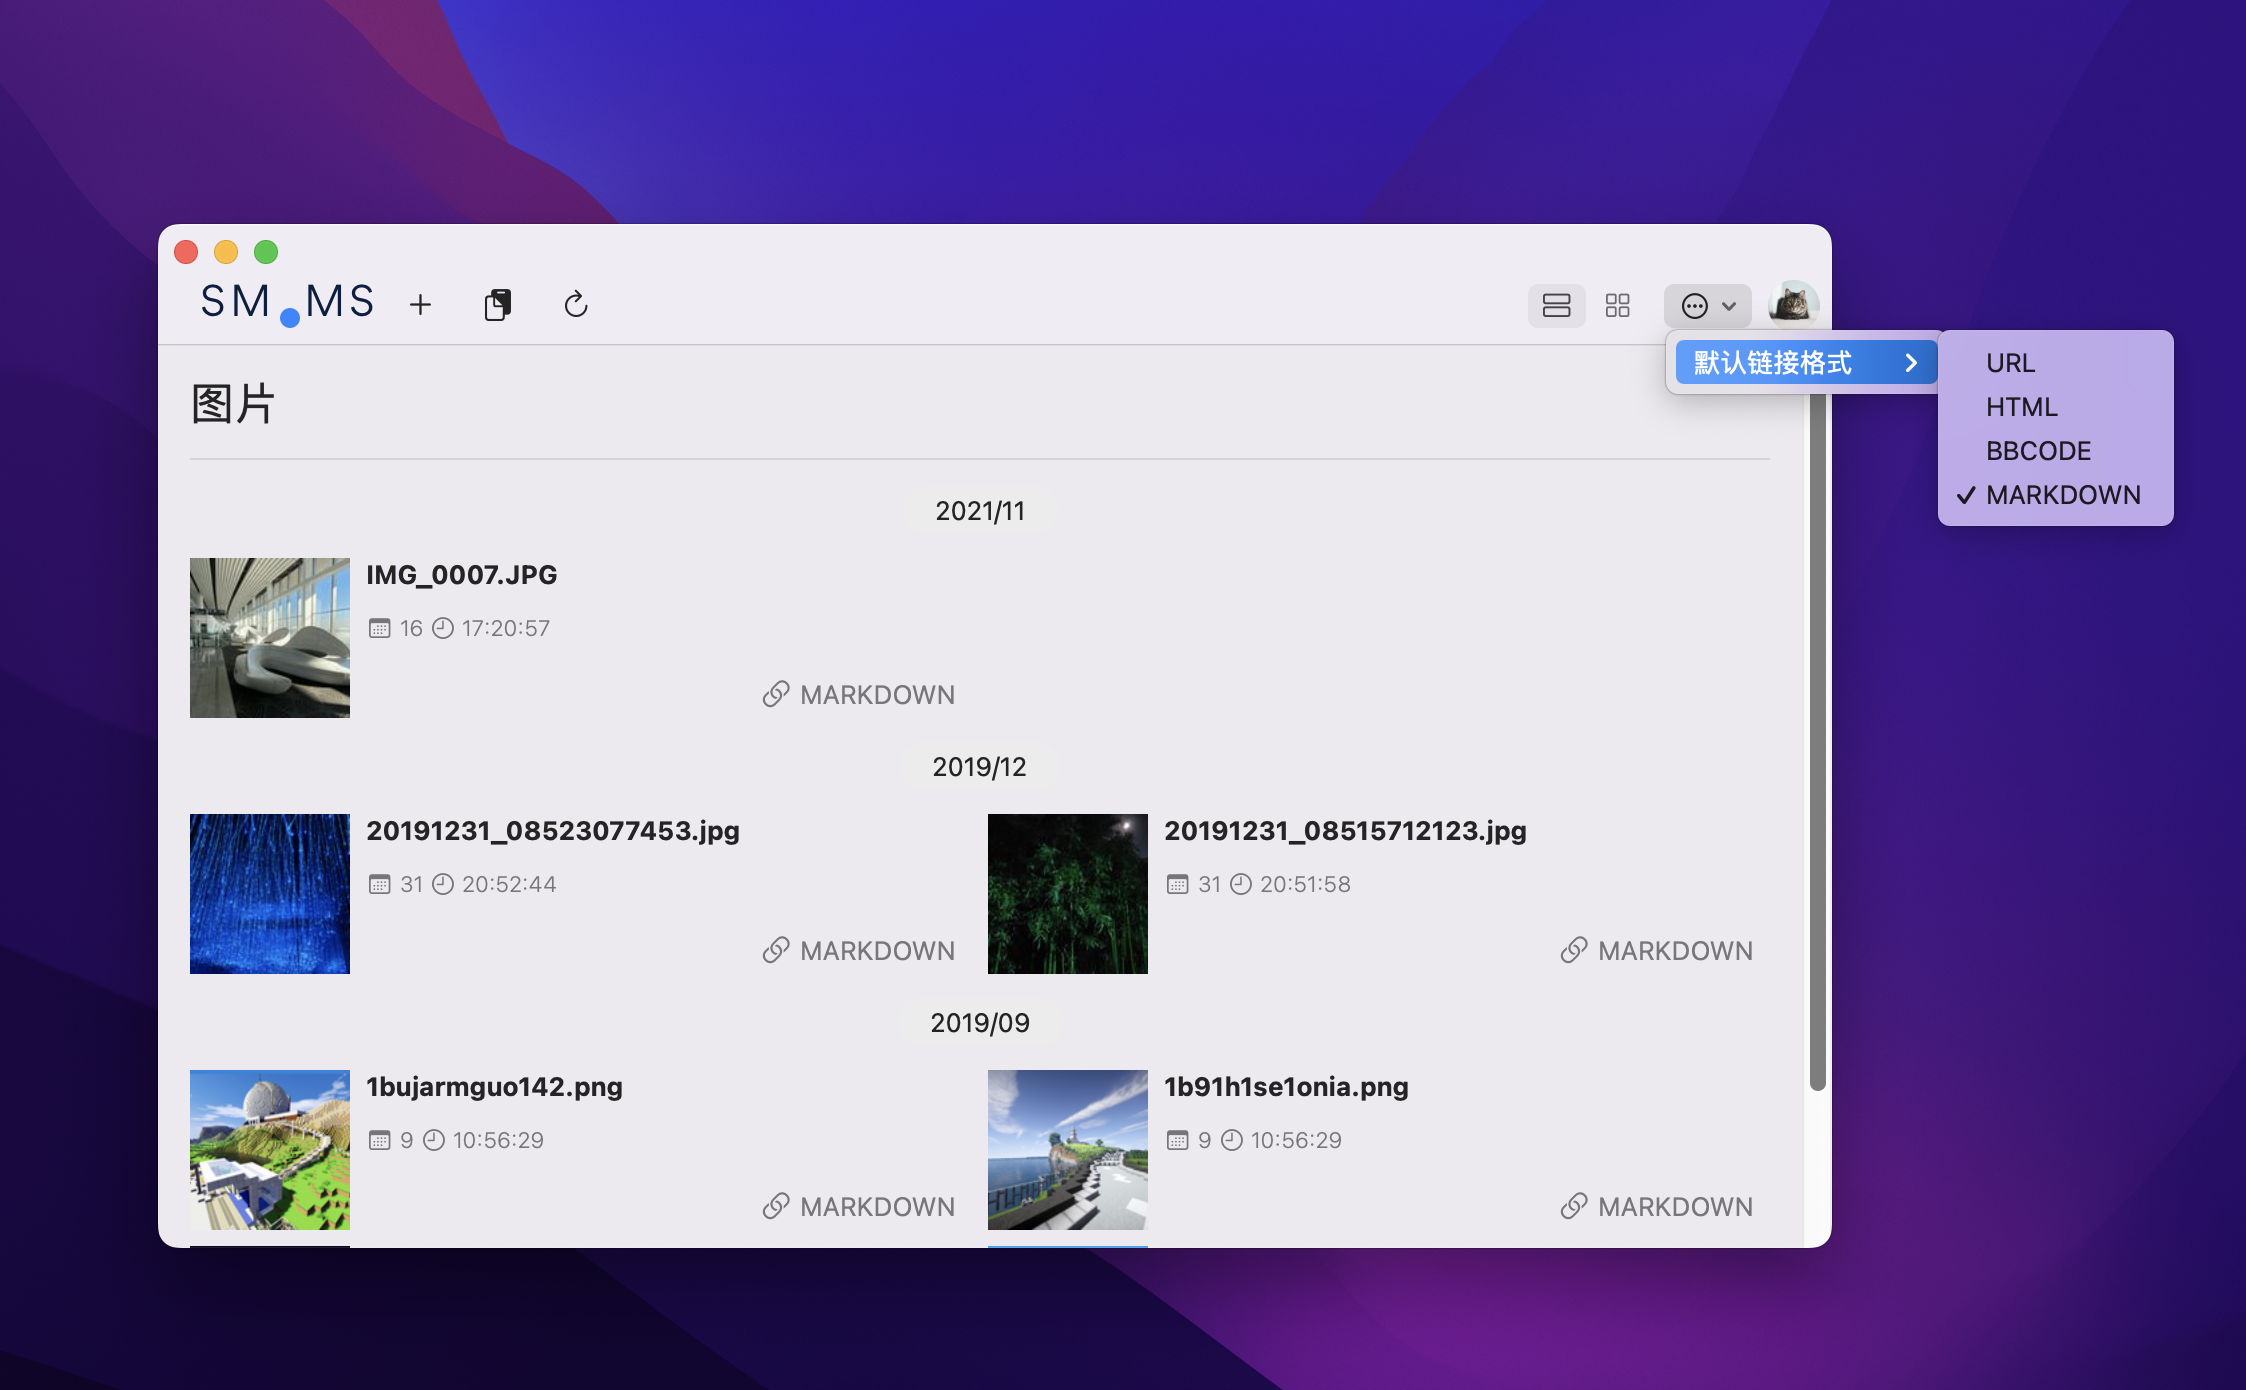 SM.MS
默认链接格式
URL
HTML
BBCODE
MARKDOWN
图片
2021/11
IMG_0007.JPG
16 17:20:57
MARKDOWN
2019/12
20191231_08523077453.jpg
31 20:52:44
MARKDOWN
20191231_08515712123.jpg
31 20:51:58
MARKDOWN
2019/09
1bujarmguo142.png
9 10:56:29
MARKDOWN
1b91h1se1onia.png
9 10:56:29
MARKDOWN